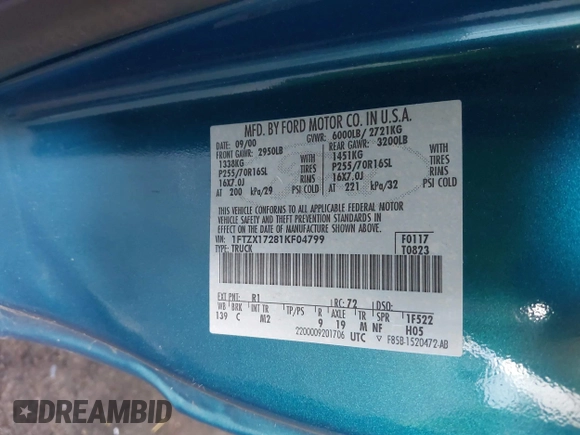 MFD. BY FORD MOTOR CO. IN U.S.A.
DATE: 09/00 GVWR: 6000LB/ 2721KG
FRONT GAWR: 2950LB REAR GAWR: 3200LB
1338KG WITH 1451KG WITH
P255/70R16SL TIRES P255/70R16SL TIRES
16X7.0J RIMS 16X7.0J RIMS
AT 200 kPa/29 PSI COLD AT 221 kPa/32 PSI COLD
THIS VEHICLE CONFORMS TO ALL APPLICABLE FEDERAL MOTOR
VEHICLE SAFETY AND THEFT PREVENTION STANDARDS IN EFFECT
ON THE DATE OF MANUFACTURE SHOWN ABOVE.
VIN: 1FTZX17281KF04799 F0117
TYPE: TRUCK T0823
EXT PNT: R1 RC: 72 DSO:
WB BRK INT TR TP/PS R AXLE TR SPR 1F522
139 C M2 9 19 M NF H05
2200009201706 UTC ▽ F85B-1520472-AB
DREAMBID